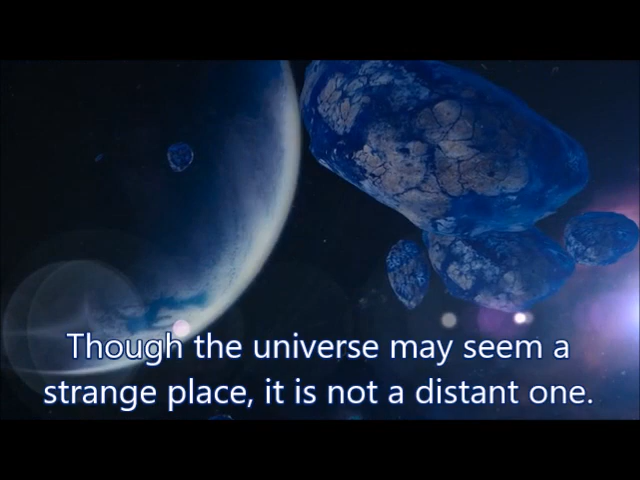 Though the universe may seem a
strange place, it is not a distant one.